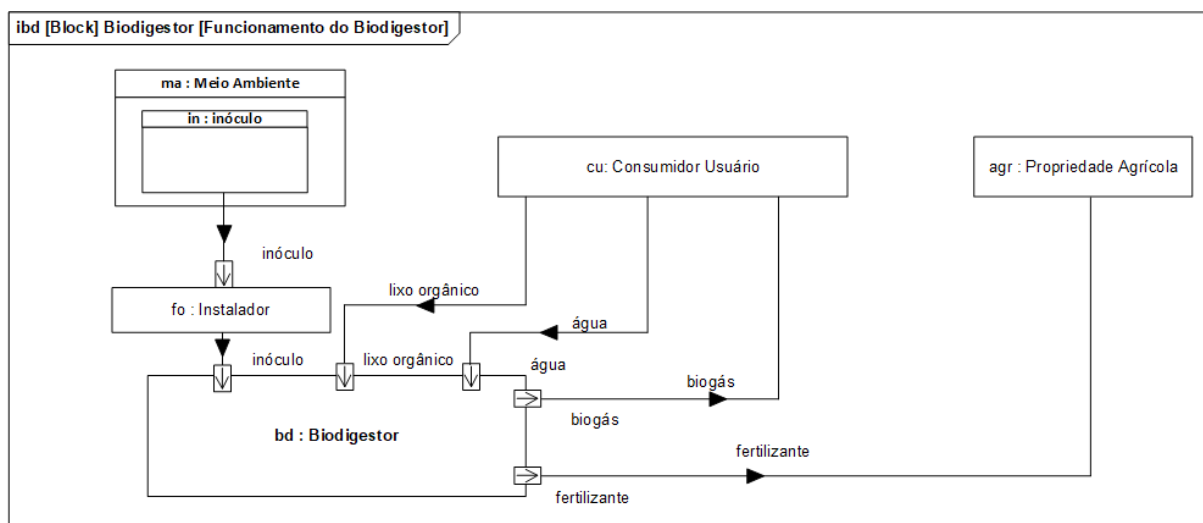 ibd [Block] Biodigestor [Funcionamento do Biodigestor]
ma : Meio Ambiente
in : inóculo
cu: Consumidor Usuário
agr : Propriedade Agrícola
inóculo
lixo orgânico
fo : Instalador
água
inóculo
lixo orgânico
água
biogás
biogás
bd : Biodigestor
fertilizante
fertilizante